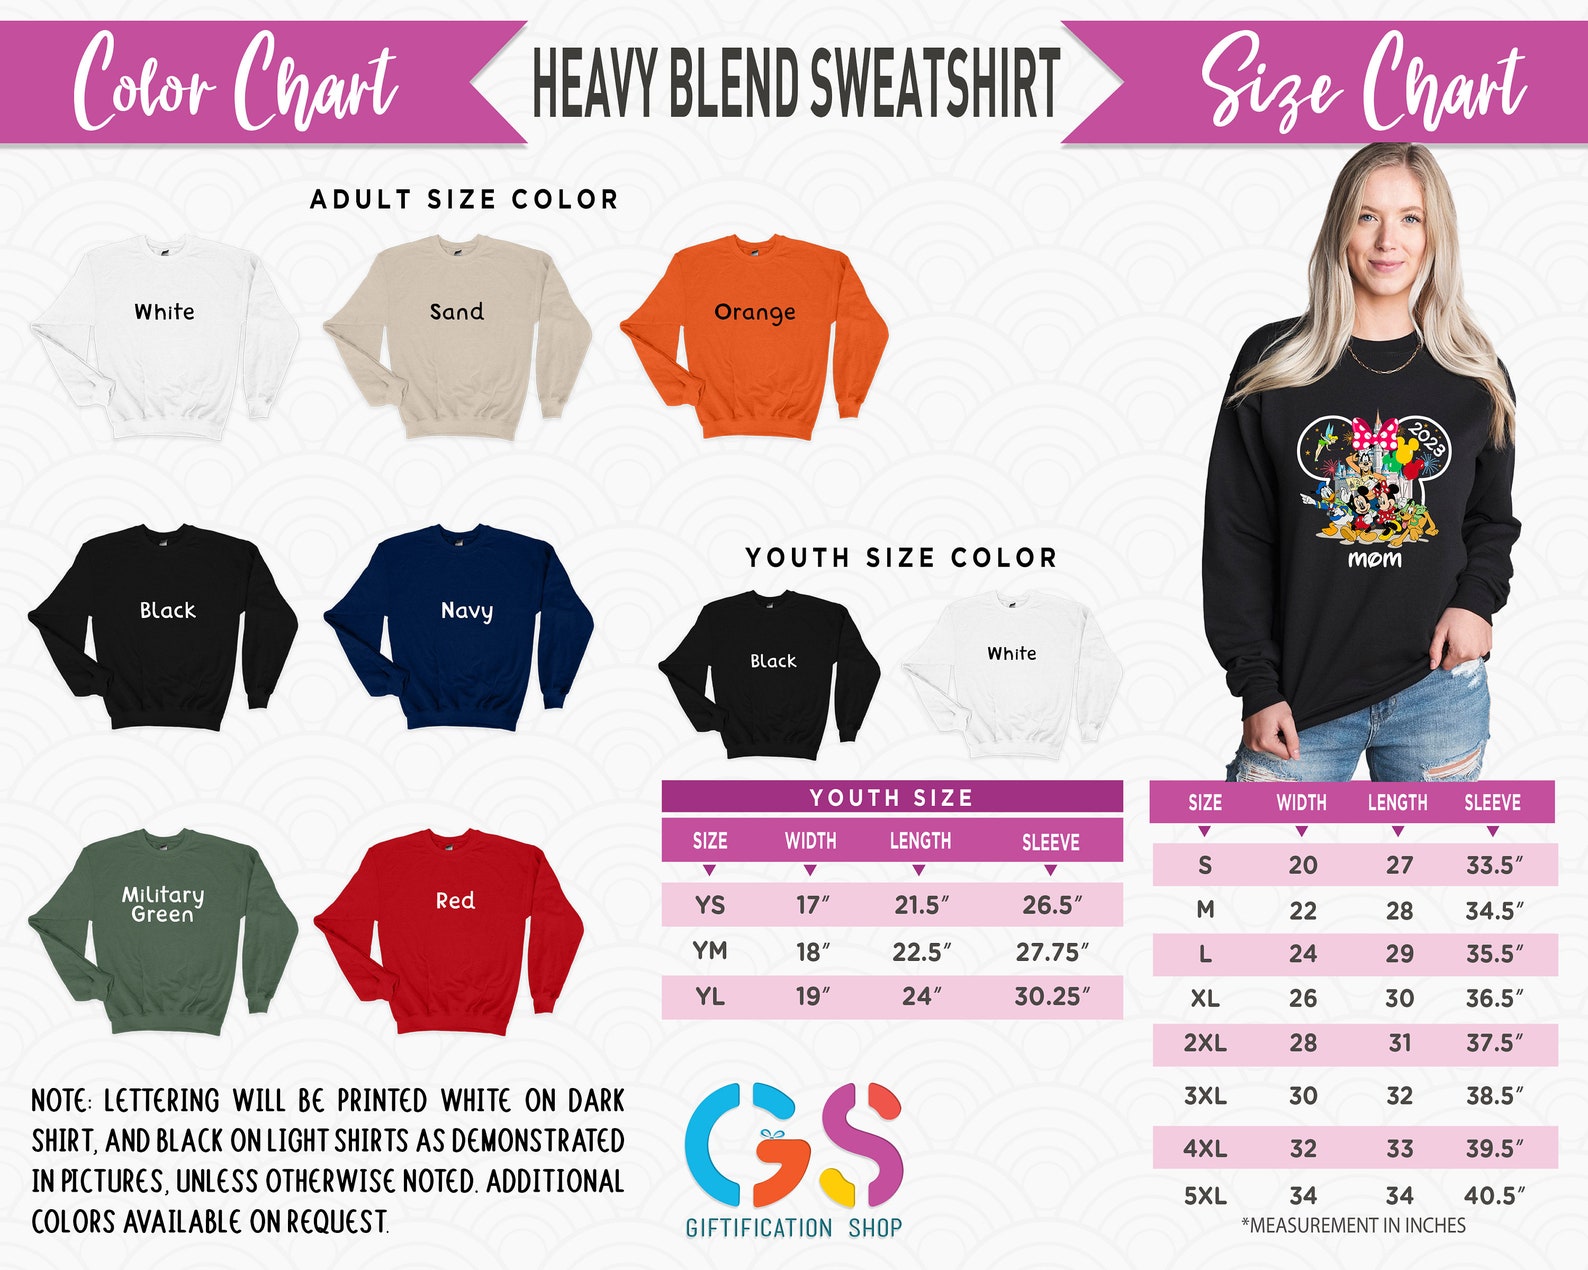 Color Chart
HEAVY BLEND SWEATSHIRT
Size Chart
ADULT SIZE COLOR
White
Sand
Orange
Black
Navy
Military
Green
Red
YOUTH SIZE COLOR
Black
White
2023
mom
YOUTH SIZE
SIZE WIDTH LENGTH SLEEVE
YS 17″ 21.5″ 26.5″
YM 18″ 22.5″ 27.75″
YL 19″ 24″ 30.25″
SIZE WIDTH LENGTH SLEEVE
S 20 27 33.5″
M 22 28 34.5″
L 24 29 35.5″
XL 26 30 36.5″
2XL 28 31 37.5″
3XL 30 32 38.5″
4XL 32 33 39.5″
5XL 34 34 40.5″
*MEASUREMENT IN INCHES
NOTE: LETTERING WILL BE PRINTED WHITE ON DARK
SHIRT, AND BLACK ON LIGHT SHIRTS AS DEMONSTRATED
IN PICTURES, UNLESS OTHERWISE NOTED. ADDITIONAL
COLORS AVAILABLE ON REQUEST.
GS
GIFTIFICATION SHOP